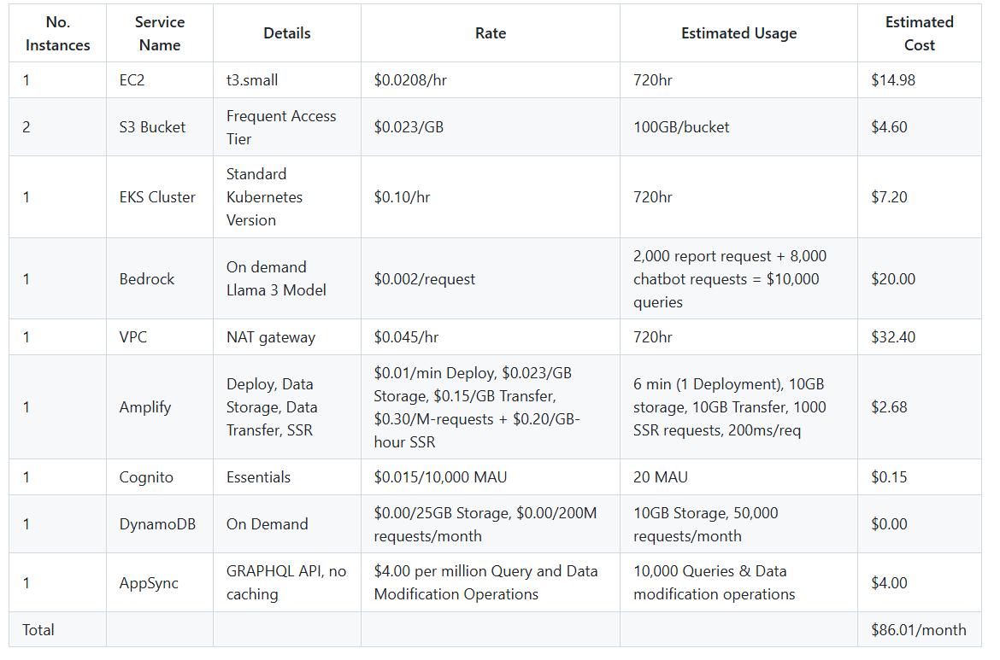 No. Instances Service Name Details Rate Estimated Usage Estimated Cost
1 EC2 t3.small $0.0208/hr 720hr $14.98
2 S3 Bucket Frequent Access Tier $0.023/GB 100GB/bucket $4.60
1 EKS Cluster Standard Kubernetes Version $0.10/hr 720hr $7.20
1 Bedrock On demand Llama 3 Model $0.002/request 2,000 report request + 8,000 chatbot requests = $10,000 queries $20.00
1 VPC NAT gateway $0.045/hr 720hr $32.40
1 Amplify Deploy, Data Storage, Data Transfer, SSR $0.01/min Deploy, $0.023/GB Storage, $0.15/GB Transfer, $0.30/M-requests + $0.20/GB-hour SSR 6 min (1 Deployment), 10GB storage, 10GB Transfer, 1000 SSR requests, 200ms/req $2.68
1 Cognito Essentials $0.015/10,000 MAU 20 MAU $0.15
1 DynamoDB On Demand $0.00/25GB Storage, $0.00/200M requests/month 10GB Storage, 50,000 requests/month $0.00
1 AppSync GRAPHQL API, no caching $4.00 per million Query and Data Modification Operations 10,000 Queries & Data modification operations $4.00
Total $86.01/month